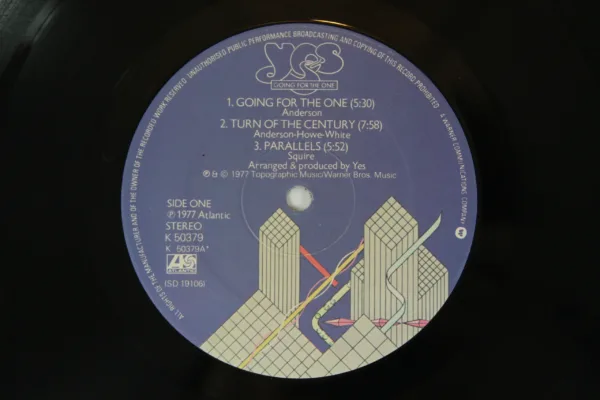 ALL RIGHTS OF THE MANUFACTURER AND OF THE OWNER OF THE RECORDED WORK RESERVED. UNAUTHORISED PUBLIC PERFORMANCE BROADCASTING AND COPYING OF THIS RECORD PROHIBITED. A WARNER COMMUNICATIONS COMPANY
yes
GOING FOR THE ONE
1. GOING FOR THE ONE (5:30)
Anderson
2. TURN OF THE CENTURY (7:58)
Anderson-Howe-White
3. PARALLELS (5:52)
Squire
Arranged & produced by Yes
℗ & © 1977 Topographic Music/Warner Bros. Music
SIDE ONE
℗ 1977 Atlantic
STEREO
K 50379
K 50379A*
ATLANTIC
(SD 19106)